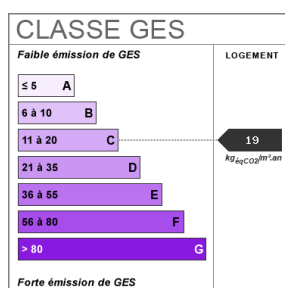 CLASSE GES
Faible émission de GES
LOGEMENT
≤ 5 A
6 à 10 B
11 à 20 C
19
kgéqCO2/m².an
21 à 35 D
36 à 55 E
56 à 80 F
> 80 G
Forte émission de GES